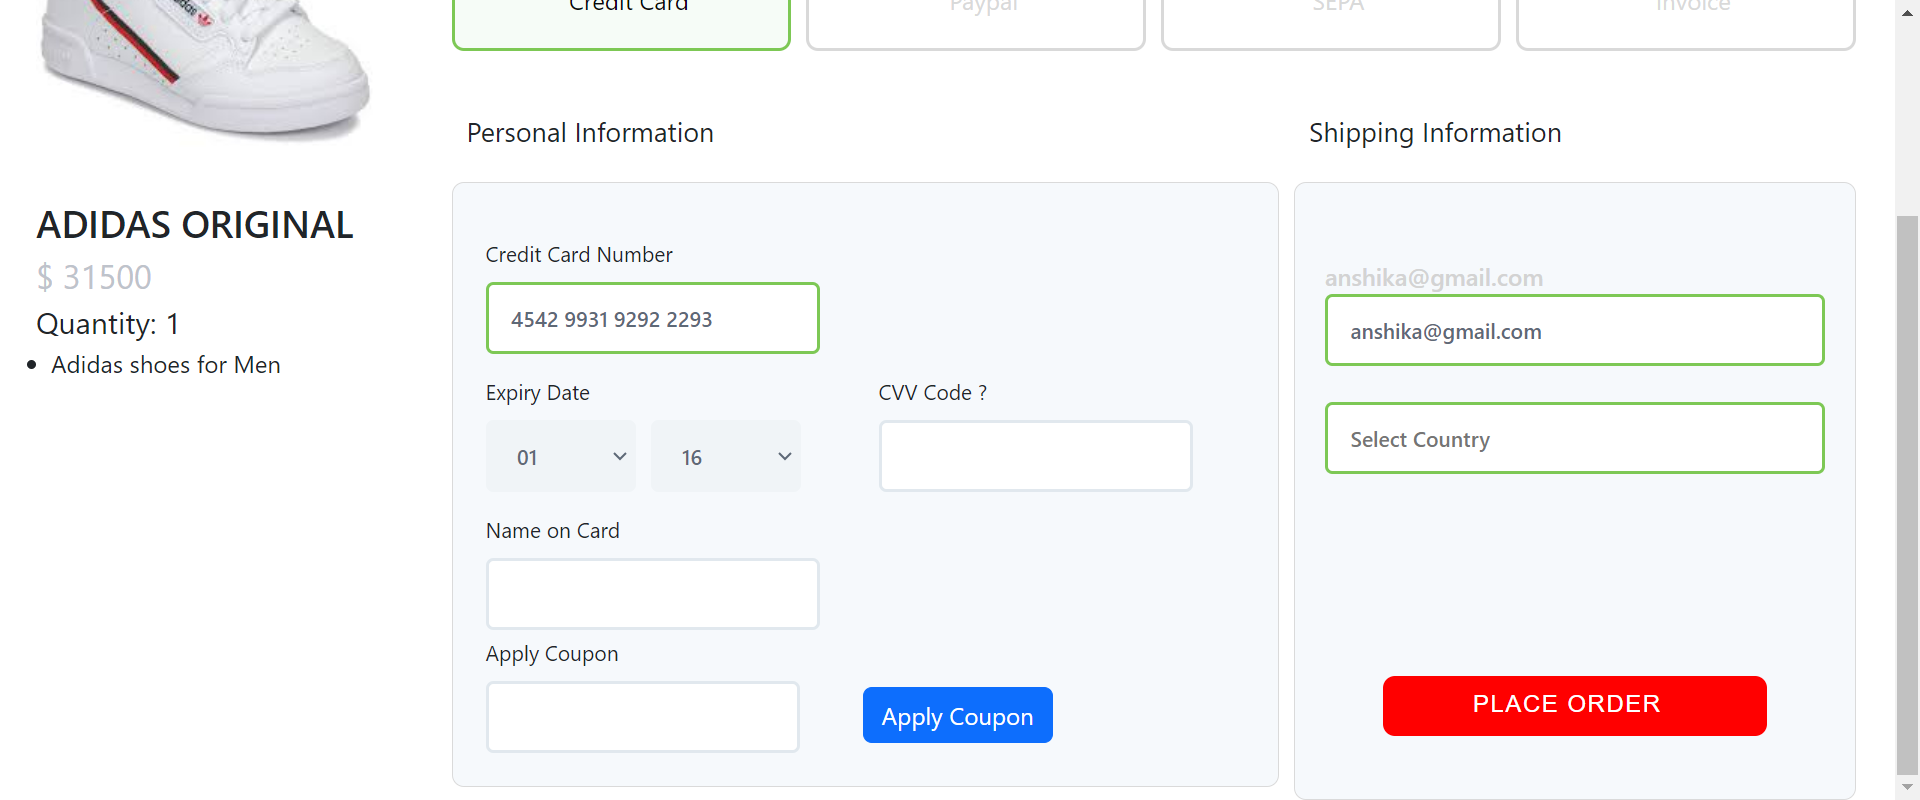 Credit Card
Paypal
SEPA
Invoice
adidas
Personal Information
Shipping Information
ADIDAS ORIGINAL
$ 31500
Quantity: 1
Adidas shoes for Men
Credit Card Number
4542 9931 9292 2293
Expiry Date
CVV Code ?
01
16
Name on Card
Apply Coupon
Apply Coupon
anshika@gmail.com
anshika@gmail.com
Select Country
PLACE ORDER